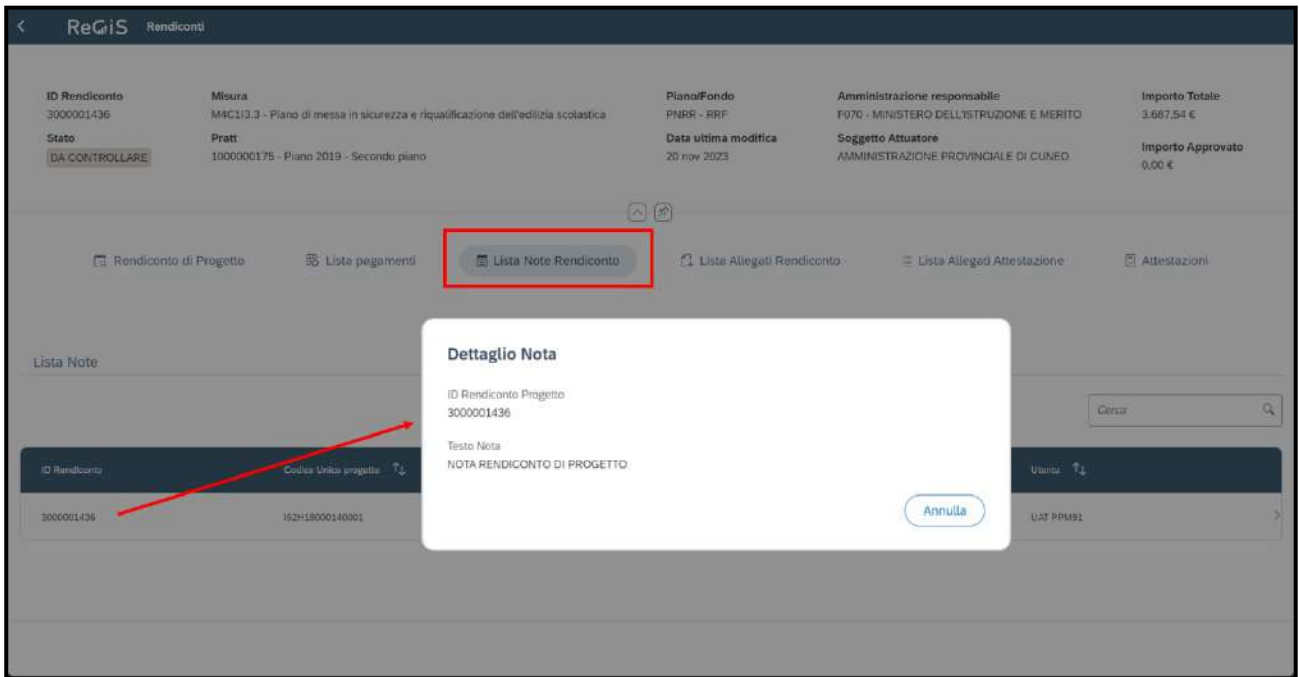 ReGiS Rendiconti
ID Rendiconto
3000001436
Misura
M4C1I3.3 - Piano di messa in sicurezza e riqualificazione dell'edilizia scolastica
Piano/Fondo
PNRR - RRF
Amministrazione responsabile
F070 - MINISTERO DELL'ISTRUZIONE E MERITO
Importo Totale
3.687,54 €
Stato
DA CONTROLLARE
Pratt
1000000175 - Piano 2019 - Secondo piano
Data ultima modifica
20 nov 2023
Soggetto Attuatore
AMMINISTRAZIONE PROVINCIALE DI CUNEO
Importo Approvato
0,00 €
Rendiconto di Progetto
Lista pagamenti
Lista Note Rendiconto
Lista Allegati Rendiconto
Lista Allegati Attestazione
Attestazioni
Lista Note
Cerca
Dettaglio Nota
ID Rendiconto Progetto
3000001436
Testo Nota
NOTA RENDICONTO DI PROGETTO
Annulla
ID Rendiconto
Codice Unico progetto
Utente
3000001436
I92H18000140001
UAT PPM91